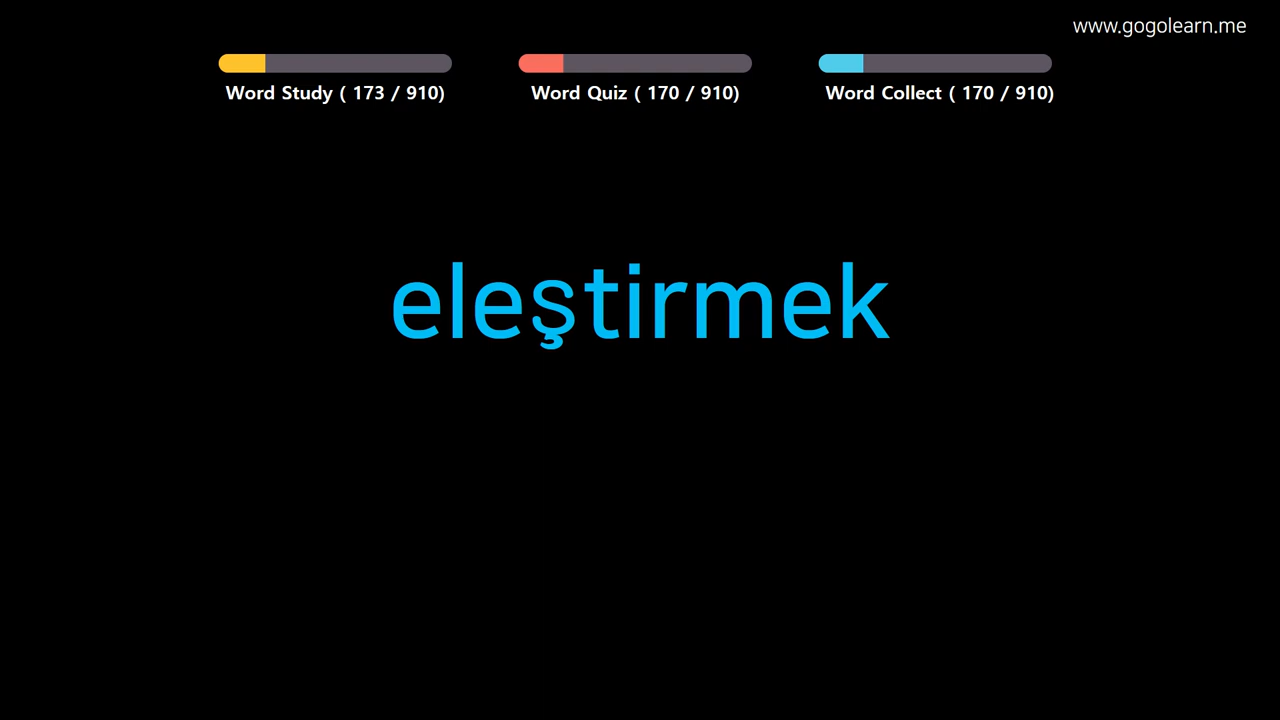 www.gogolearn.me
Word Study ( 173 / 910)
Word Quiz ( 170 / 910)
Word Collect ( 170 / 910)
eleştirmek